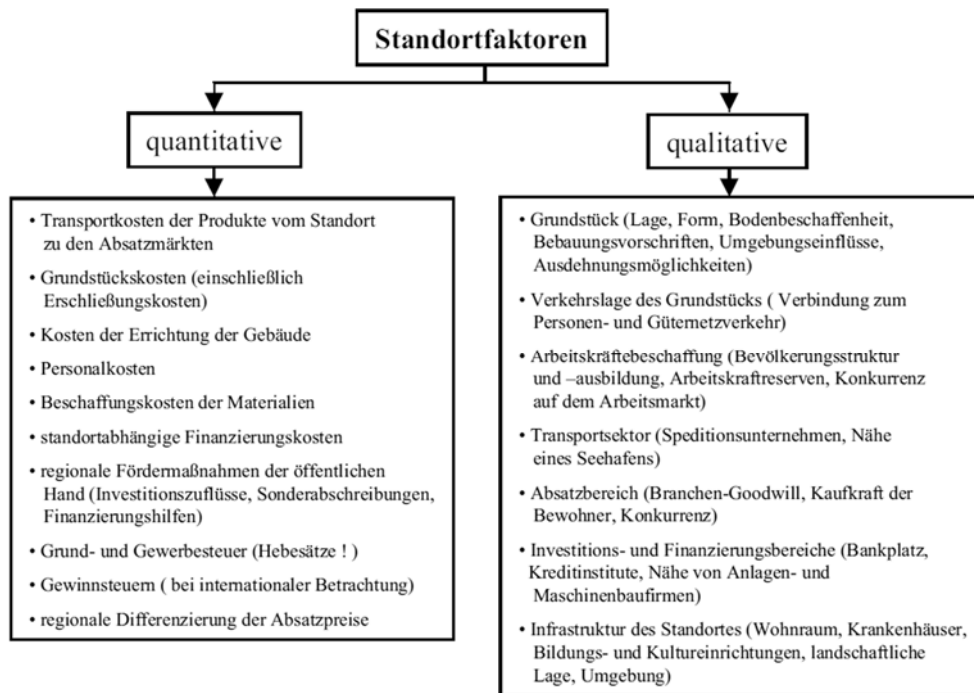 Standortfaktoren
quantitative
• Transportkosten der Produkte vom Standort
zu den Absatzmärkten
• Grundstückskosten (einschließlich
Erschließungskosten)
• Kosten der Errichtung der Gebäude
• Personalkosten
• Beschaffungskosten der Materialien
• standortabhängige Finanzierungskosten
• regionale Fördermaßnahmen der öffentlichen
Hand (Investitionszuflüsse, Sonderabschreibungen,
Finanzierungshilfen)
• Grund- und Gewerbesteuer (Hebesätze ! )
• Gewinnsteuern ( bei internationaler Betrachtung)
• regionale Differenzierung der Absatzpreise
qualitative
• Grundstück (Lage, Form, Bodenbeschaffenheit,
Bebauungsvorschriften, Umgebungseinflüsse,
Ausdehnungsmöglichkeiten)
• Verkehrslage des Grundstücks ( Verbindung zum
Personen- und Güternetzverkehr)
• Arbeitskräftebeschaffung (Bevölkerungsstruktur
und –ausbildung, Arbeitskraftreserven, Konkurrenz
auf dem Arbeitsmarkt)
• Transportsektor (Speditionsunternehmen, Nähe
eines Seehafens)
• Absatzbereich (Branchen-Goodwill, Kaufkraft der
Bewohner, Konkurrenz)
• Investitions- und Finanzierungsbereiche (Bankplatz,
Kreditinstitute, Nähe von Anlagen- und
Maschinenbaufirmen)
• Infrastruktur des Standortes (Wohnraum, Krankenhäuser,
Bildungs- und Kultureinrichtungen, landschaftliche
Lage, Umgebung)